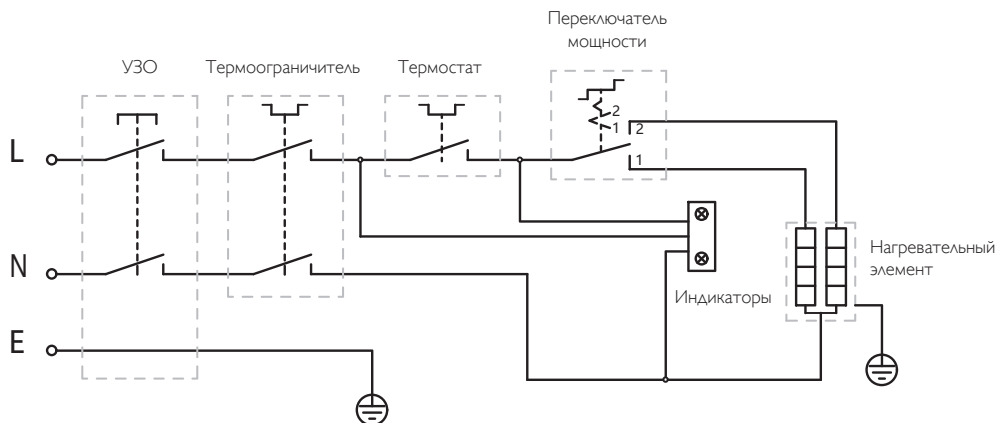 Переключатель
мощности
УЗО
Термоограничитель
Термостат
2
1
2
1
L
N
E
Нагревательный
элемент
Индикаторы